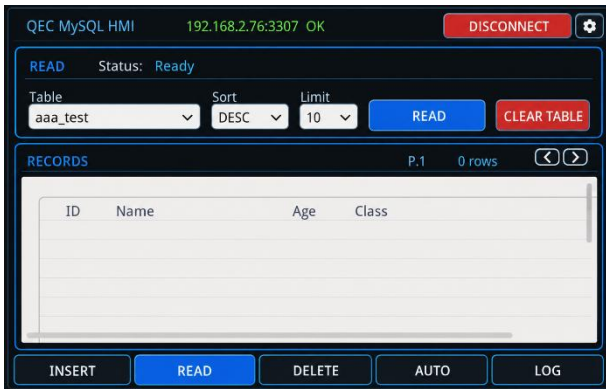 QEC MySQL HMI 192.168.2.76:3307 OK DISCONNECT
READ Status: Ready
Table Sort Limit
aaa_test DESC 10 READ CLEAR TABLE
RECORDS P.1 0 rows
ID Name Age Class
INSERT READ DELETE AUTO LOG